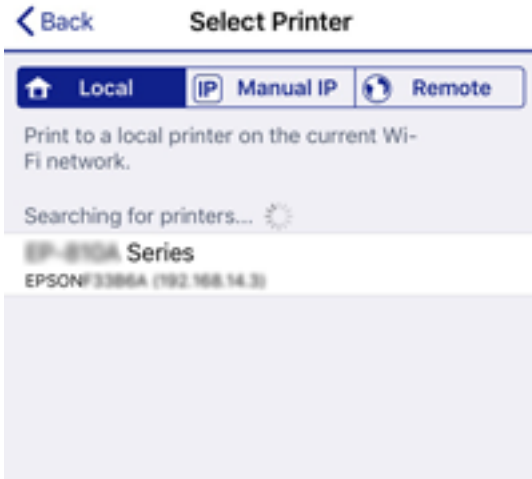 Back
Select Printer
Local
IP Manual IP
Remote
Print to a local printer on the current Wi-
Fi network.
Searching for printers...
Series
EPSON